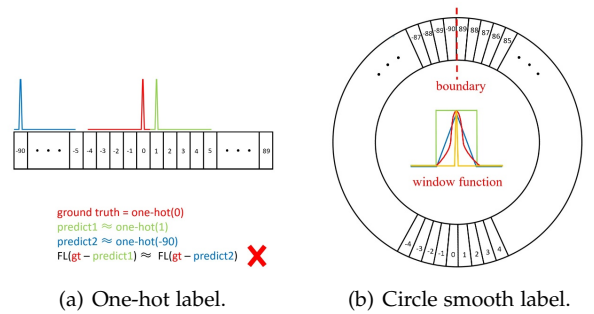 -90 • • • -5 -4 -3 -2 -1 0 1 2 3 4 5 • • • 89
ground truth = one-hot(0)
predict1 ≈ one-hot(1)
predict2 ≈ one-hot(-90)
FL(gt – predict1) ≈ FL(gt – predict2)
(a) One-hot label.
-87 -88 -89 -90 89 88 87 86 85
• • • • • •
boundary
window function
-4 -3 -2 -1 0 1 2 3 4
(b) Circle smooth label.